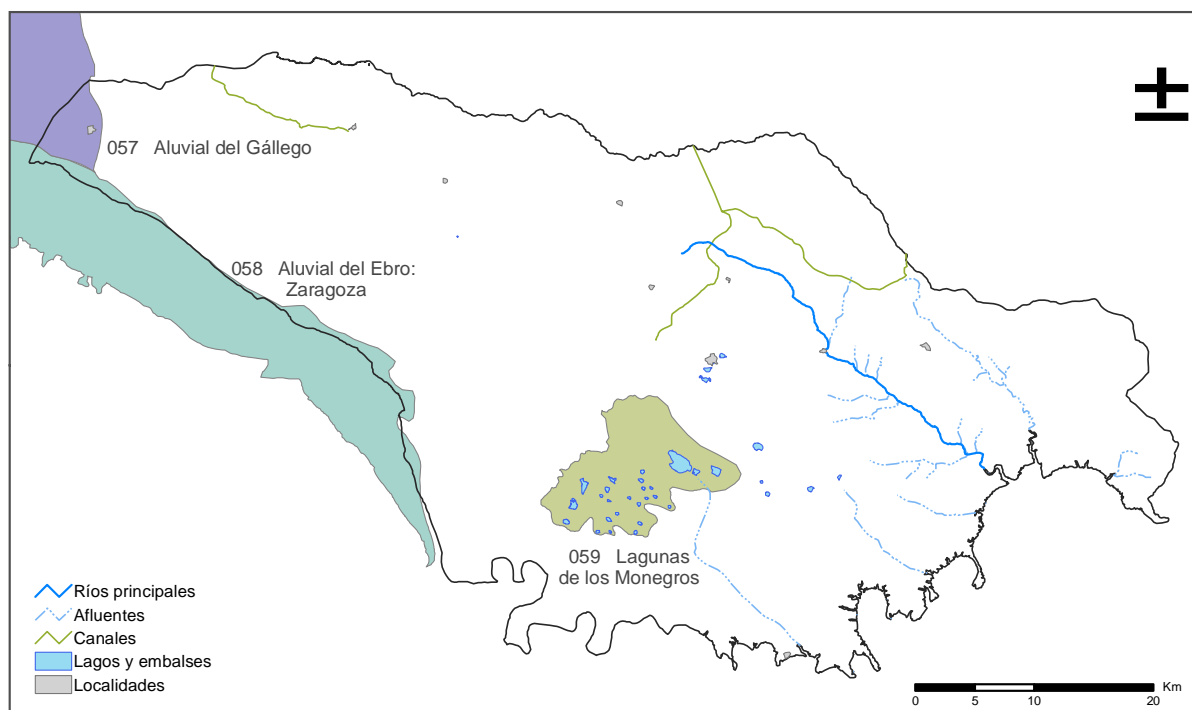 057 Aluvial del Gállego
058 Aluvial del Ebro:
Zaragoza
059 Lagunas
de los Monegros
Ríos principales
Afluentes
Canales
Lagos y embalses
Localidades
Km
0 5 10 20